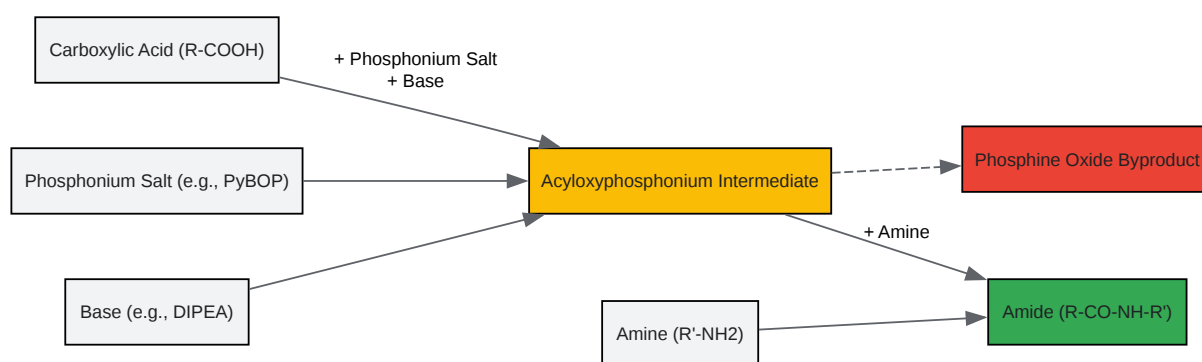 Carboxylic Acid (R-COOH)
+ Phosphonium Salt
+ Base
Phosphonium Salt (e.g., PyBOP)
Acyloxyphosphonium Intermediate
Phosphine Oxide Byproduct
+ Amine
Base (e.g., DIPEA)
Amine (R'-NH2)
Amide (R-CO-NH-R')